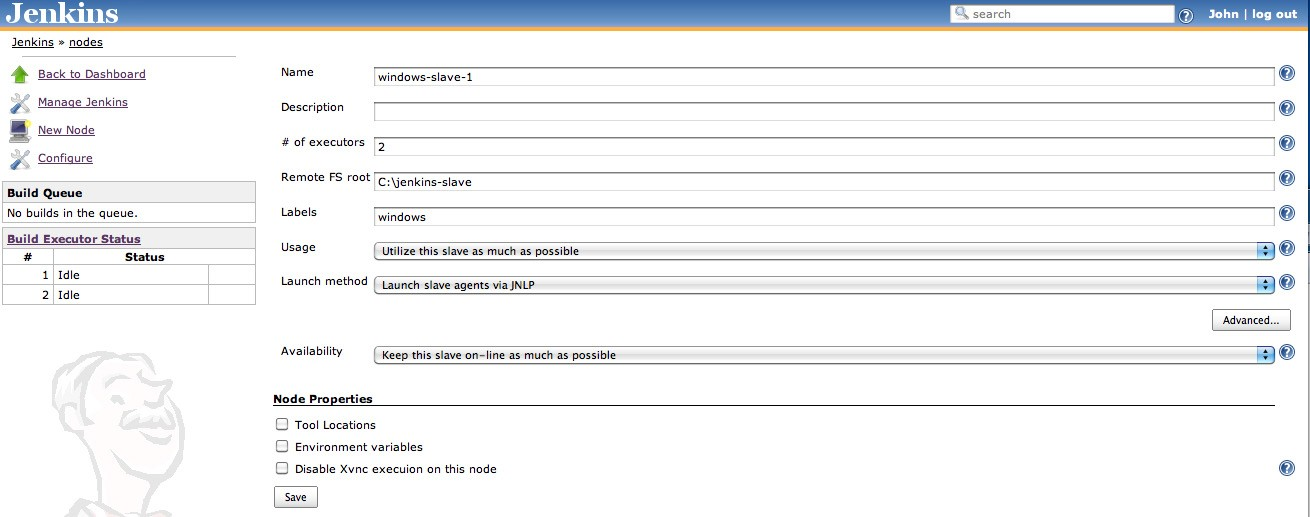 Jenkins
search
?
John | log out
Jenkins » nodes
Back to Dashboard
Manage Jenkins
New Node
Configure
Build Queue
No builds in the queue.
Build Executor Status
# Status
1 Idle
2 Idle
Name windows-slave-1 ?
Description ?
# of executors 2 ?
Remote FS root C:\jenkins-slave ?
Labels windows ?
Usage Utilize this slave as much as possible ?
Launch method Launch slave agents via JNLP ?
Advanced...
Availability Keep this slave on-line as much as possible ?
Node Properties
Tool Locations
Environment variables
Disable Xvnc execuion on this node ?
Save